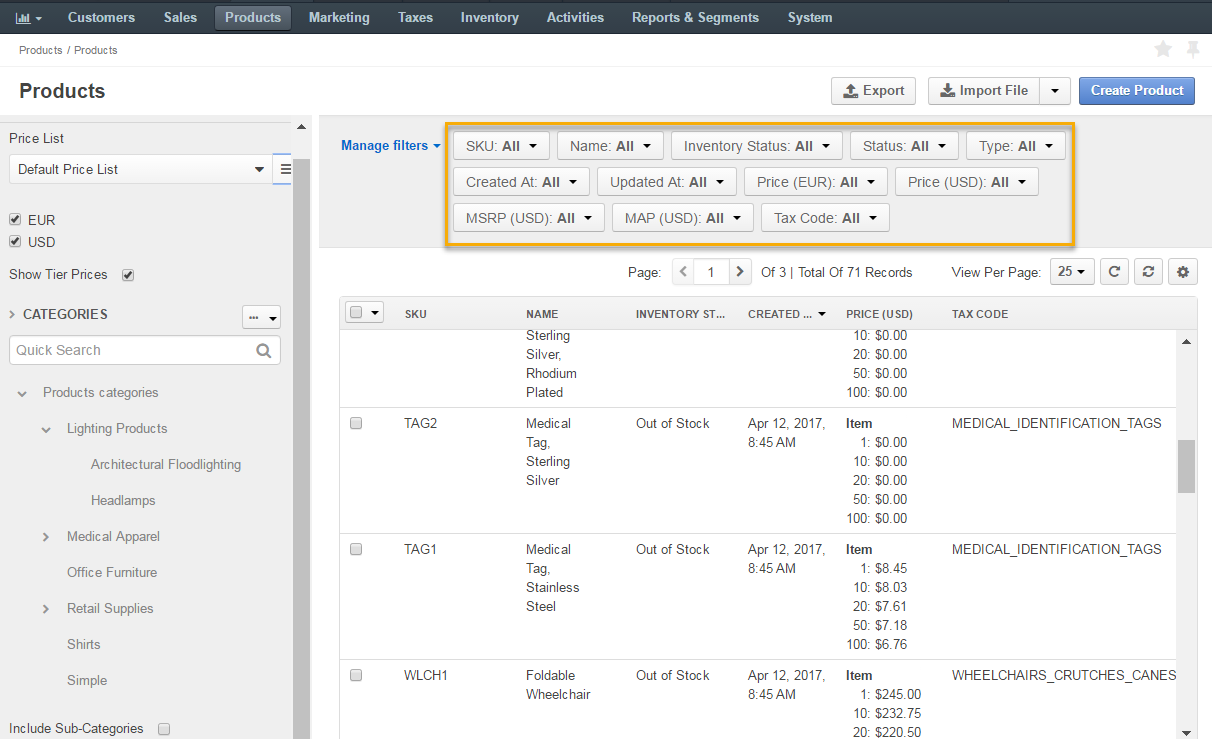 Customers Sales Products Marketing Taxes Inventory Activities Reports & Segments System
Products / Products
Products
Export Import File Create Product
Price List
Default Price List
EUR
USD
Show Tier Prices
CATEGORIES ...
Quick Search
Products categories
Lighting Products
Architectural Floodlighting
Headlamps
Medical Apparel
Office Furniture
Retail Supplies
Shirts
Simple
Include Sub-Categories
Manage filters
SKU: All Name: All Inventory Status: All Status: All Type: All
Created At: All Updated At: All Price (EUR): All Price (USD): All
MSRP (USD): All MAP (USD): All Tax Code: All
Page: 1 Of 3 | Total Of 71 Records View Per Page: 25
SKU NAME INVENTORY ST... CREATED ... PRICE (USD) TAX CODE
Sterling 10: $0.00
Silver, 20: $0.00
Rhodium 50: $0.00
Plated 100: $0.00
TAG2 Medical Out of Stock Apr 12, 2017, Item MEDICAL_IDENTIFICATION_TAGS
Tag, 8:45 AM 1: $0.00
Sterling 10: $0.00
Silver 20: $0.00
50: $0.00
100: $0.00
TAG1 Medical Out of Stock Apr 12, 2017, Item MEDICAL_IDENTIFICATION_TAGS
Tag, 8:45 AM 1: $8.45
Stainless 10: $8.03
Steel 20: $7.61
50: $7.18
100: $6.76
WLCH1 Foldable Out of Stock Apr 12, 2017, Item WHEELCHAIRS_CRUTCHES_CANES
Wheelchair 8:45 AM 1: $245.00
10: $232.75
20: $220.50